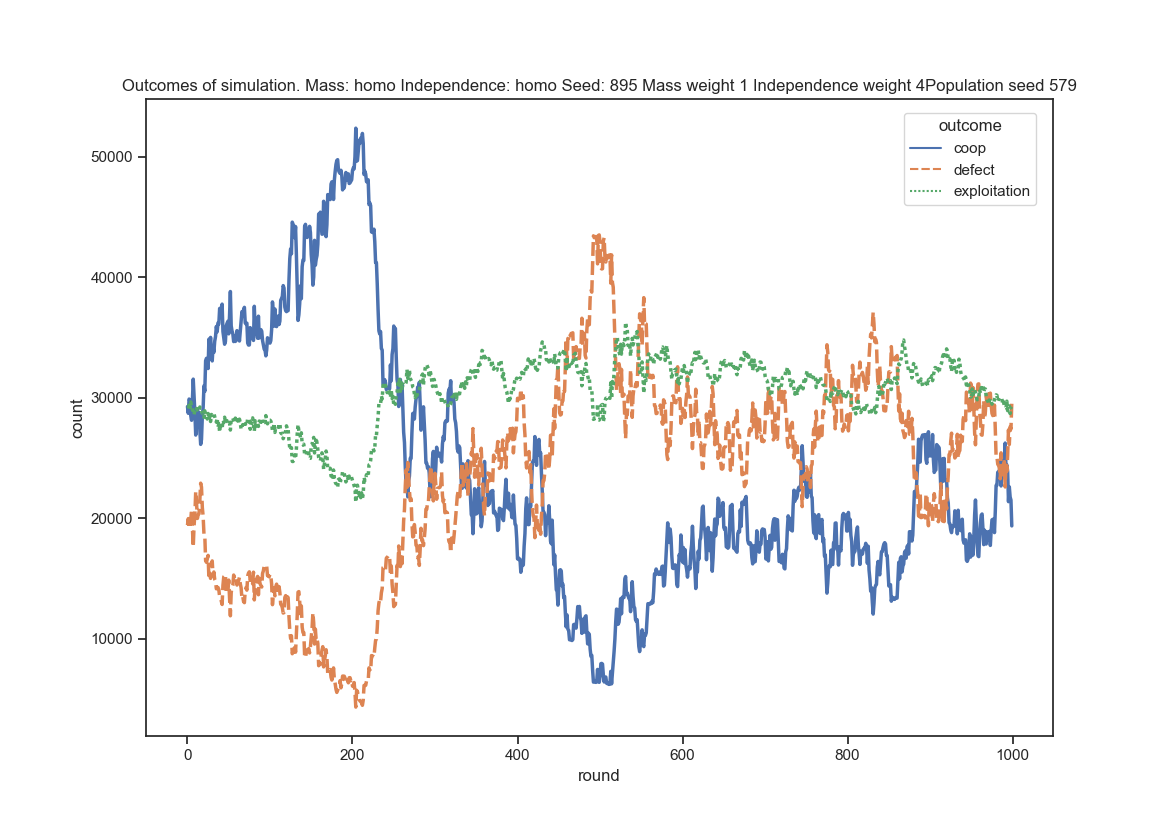 Outcomes of simulation. Mass: homo Independence: homo Seed: 895 Mass weight 1 Independence weight 4Population seed 579
outcome
coop
defect
exploitation
50000
40000
30000
20000
10000
count
0 200 400 600 800 1000
round